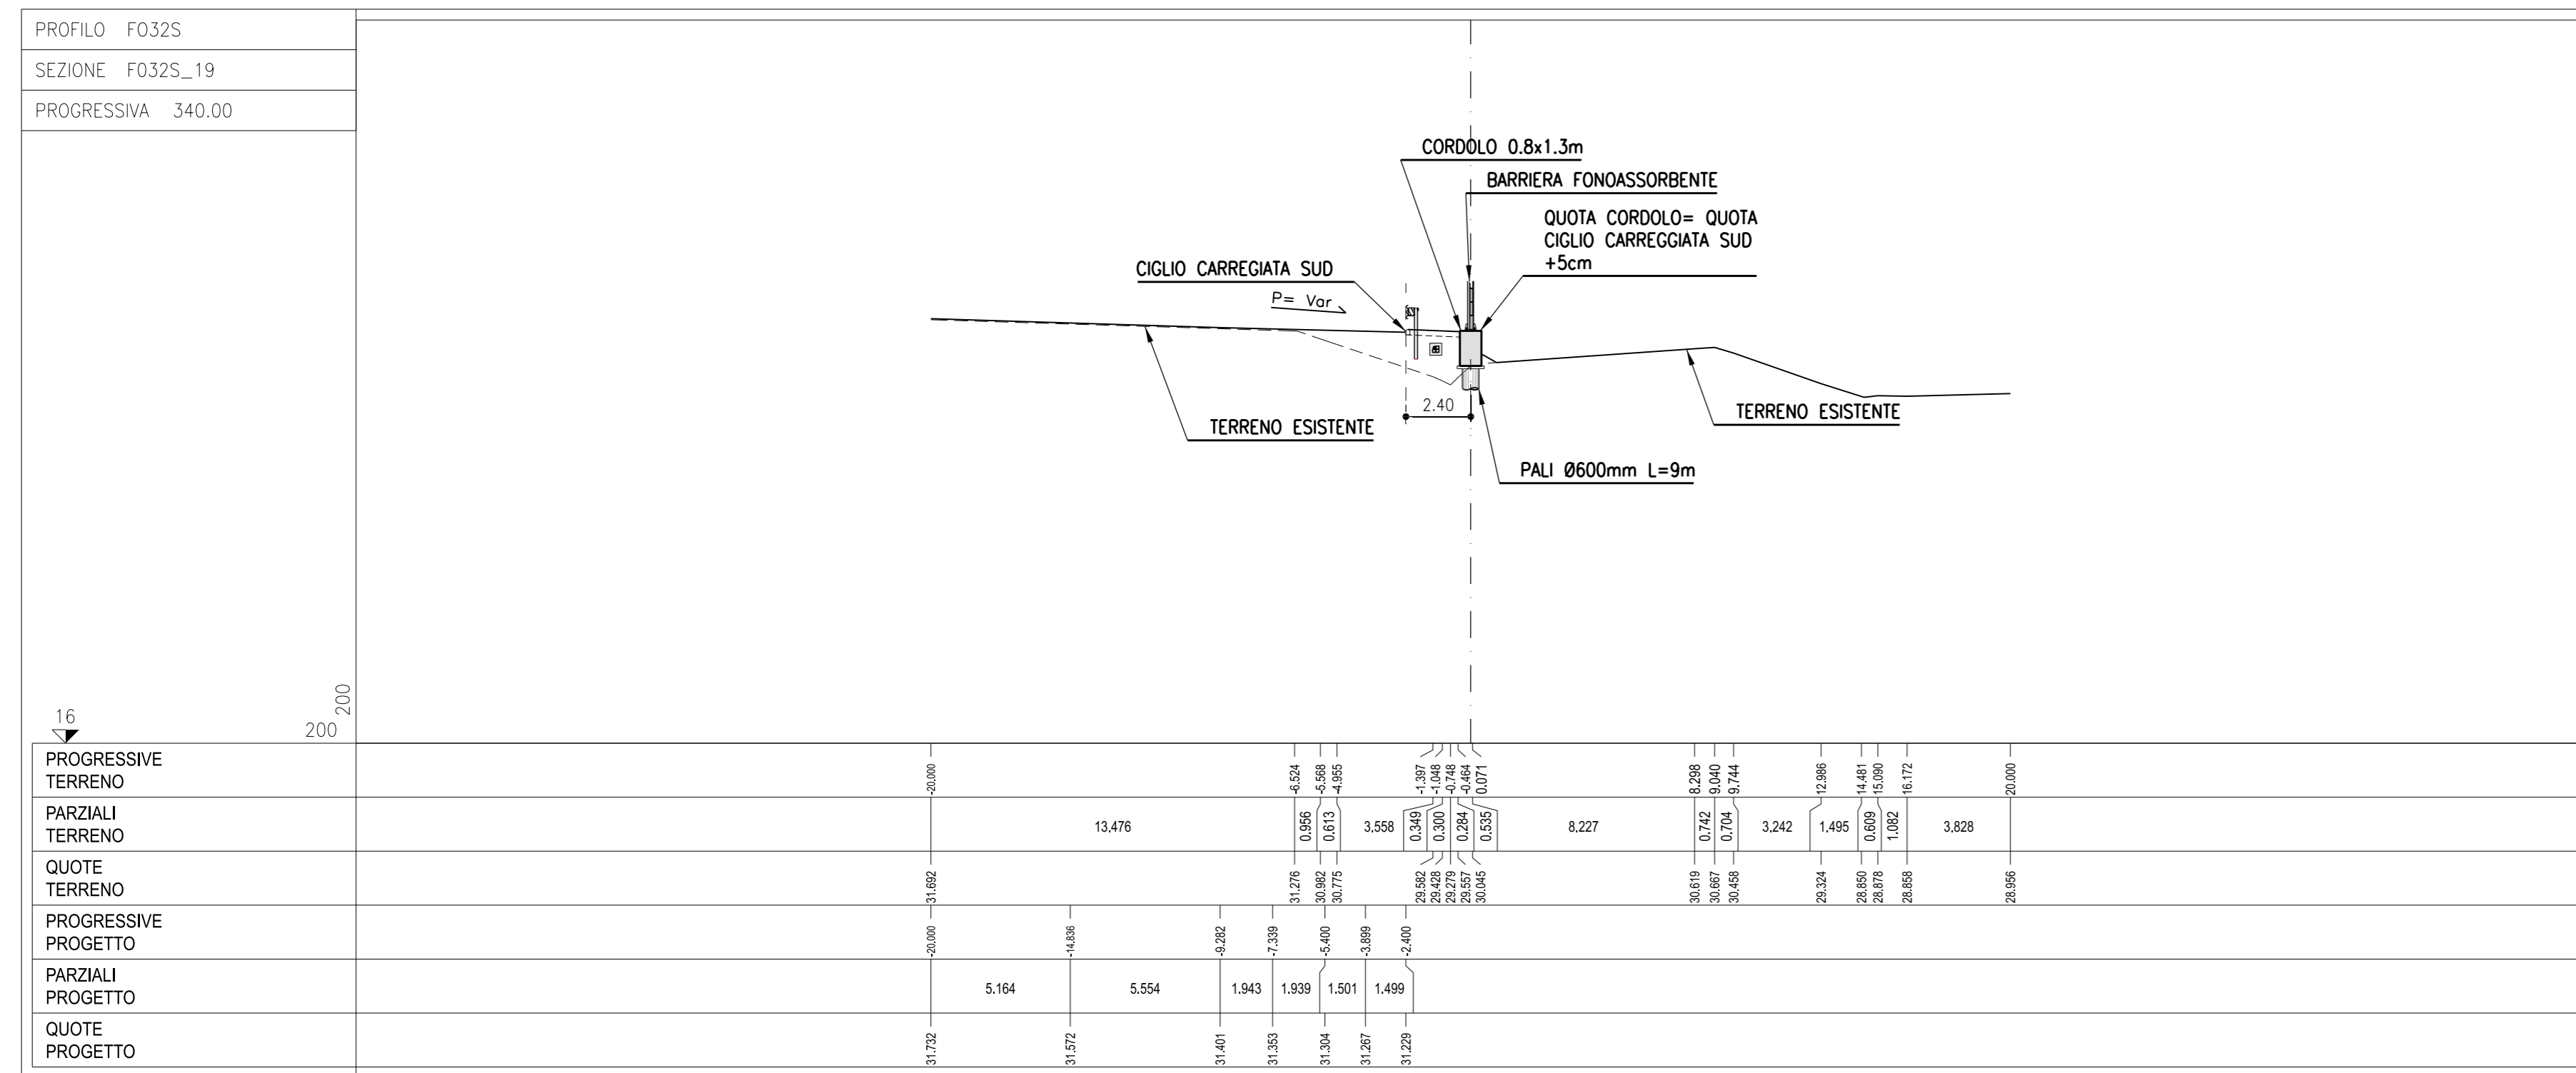 PROFILO F032S
SEZIONE F032S_19
PROGRESSIVA 340.00
CORDOLO 0.8x1.3m
BARRIERA FONOASSORBENTE
QUOTA CORDOLO= QUOTA
CIGLIO CARREGGIATA SUD
+5cm
CIGLIO CARREGIATA SUD
P= Var
2.40
TERRENO ESISTENTE
TERRENO ESISTENTE
PALI Ø600mm L=9m
16
200
200
PROGRESSIVE
TERRENO
-20.000 -6.524 -5.568 -4.955 -1.397 -1.048 -0.748 -0.464 0.071 8.298 9.040 9.744 12.986 14.481 15.090 16.172 20.000
PARZIALI
TERRENO
13.476 0.956 0.613 3.558 0.349 0.300 0.284 0.535 8.227 0.742 0.704 3.242 1.495 0.609 1.082 3.828
QUOTE
TERRENO
31.692 31.276 30.982 30.775 29.582 29.428 29.279 29.557 30.045 30.619 30.667 30.458 29.324 28.850 28.878 28.858 28.956
PROGRESSIVE
PROGETTO
-20.000 -14.836 -9.282 -7.339 -5.400 -3.899 -2.400
PARZIALI
PROGETTO
5.164 5.554 1.943 1.939 1.501 1.499
QUOTE
PROGETTO
31.732 31.572 31.401 31.353 31.304 31.267 31.229